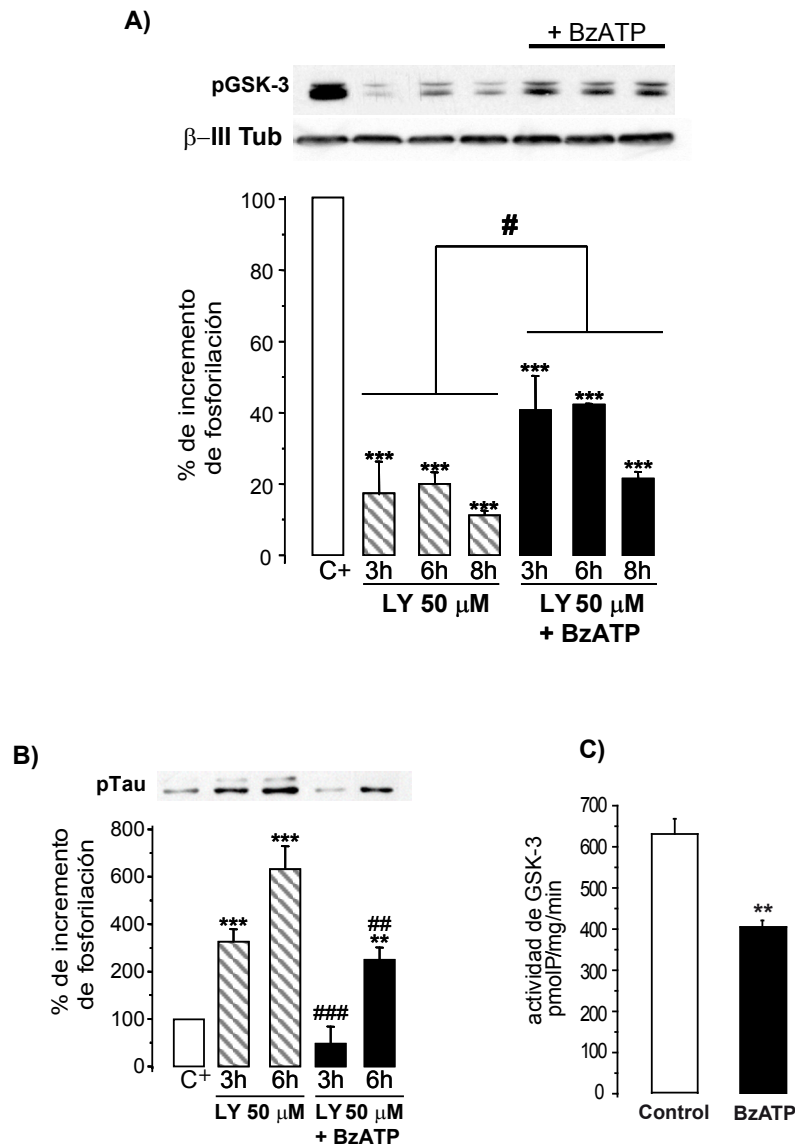 A)
+ BzATP
pGSK-3
β–III Tub
% de incremento
de fosforilación
100
80
60
40
20
0
#
***
***
***
***
***
***
C+
3h
6h
8h
3h
6h
8h
LY 50 μM
LY 50 μM
+ BzATP
B)
pTau
% de incremento
de fosforilación
800
600
400
200
100
100
***
***
###
##
**
C+
3h
6h
3h
6h
LY 50 μM
LY 50 μM
+ BzATP
C)
actividad de GSK-3
pmolP/mg/min
700
600
500
400
300
200
100
0
**
Control
BzATP